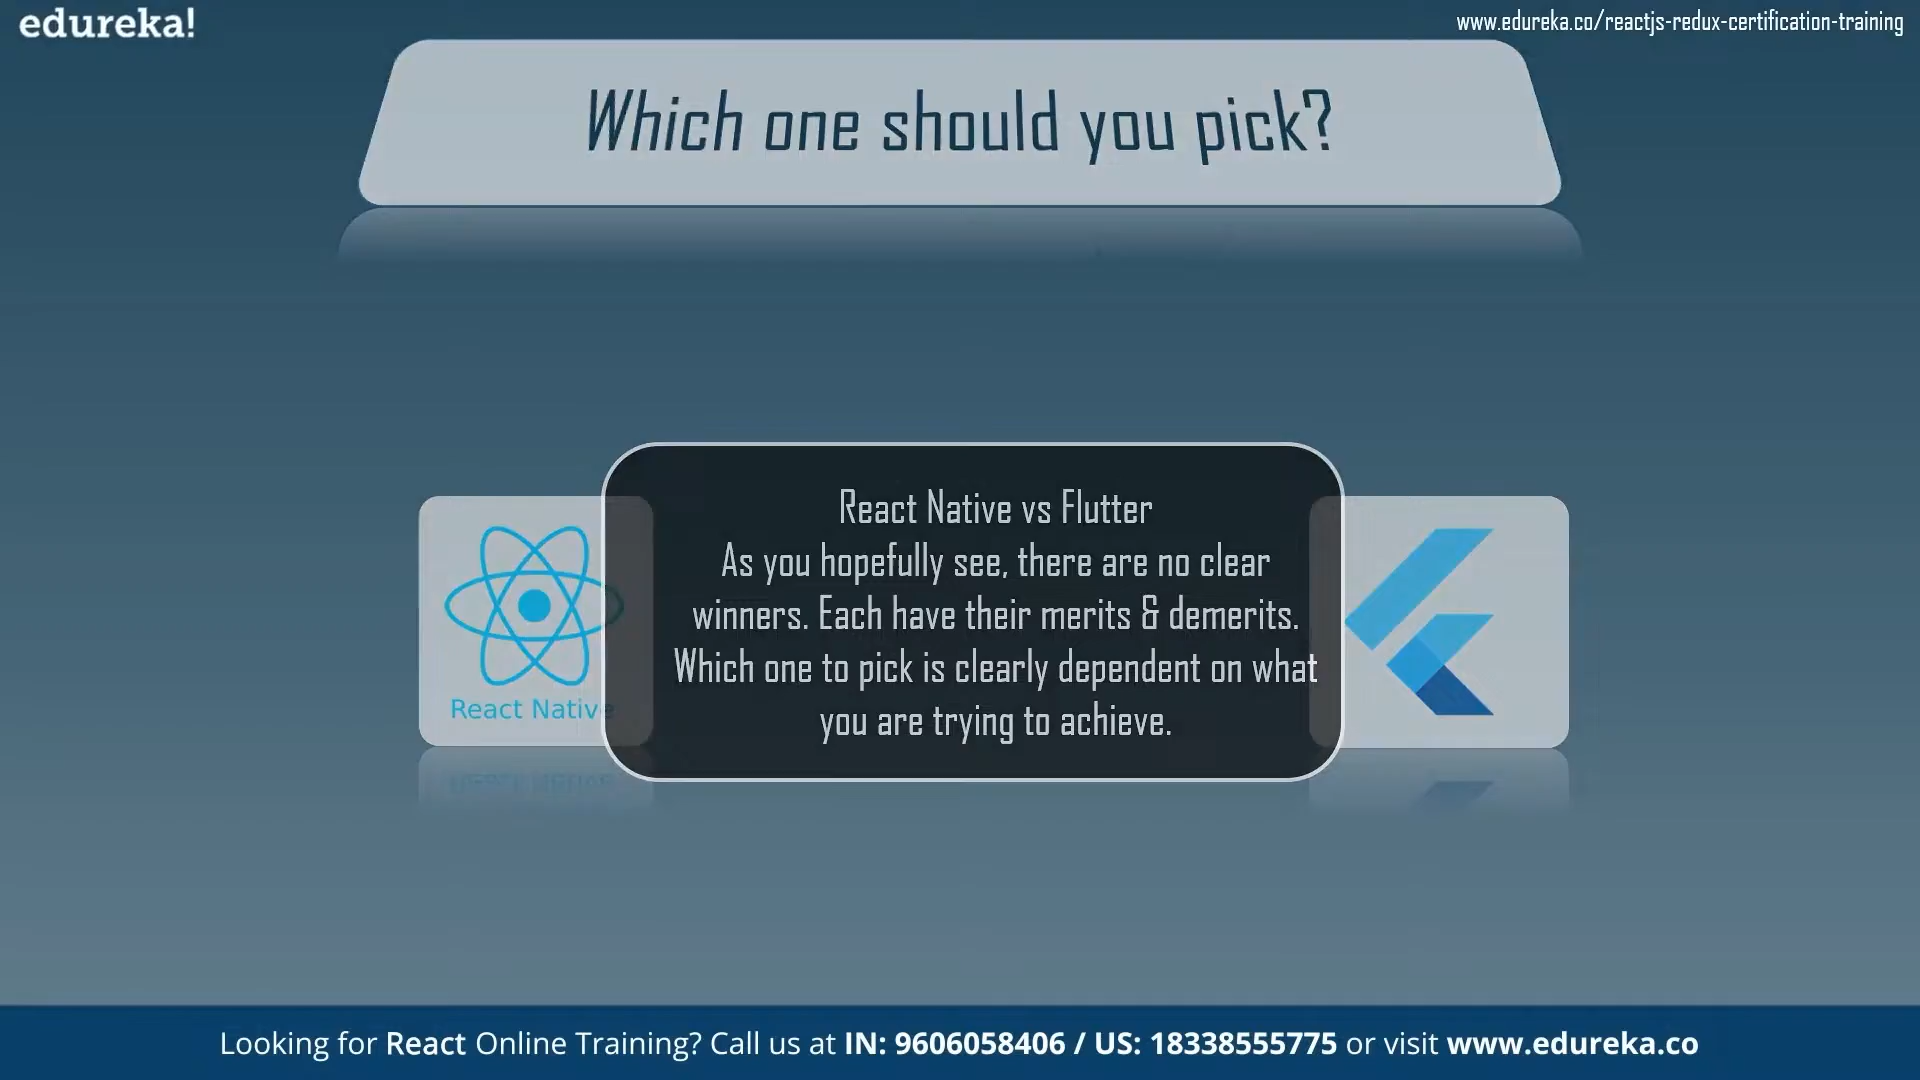 edureka!
www.edureka.co/reactjs-redux-certification-training
Which one should you pick?
React Native vs Flutter
As you hopefully see, there are no clear
winners. Each have their merits & demerits.
Which one to pick is clearly dependent on what
you are trying to achieve.
React Native
Looking for React Online Training? Call us at IN: 9606058406 / US: 18338555775 or visit www.edureka.co